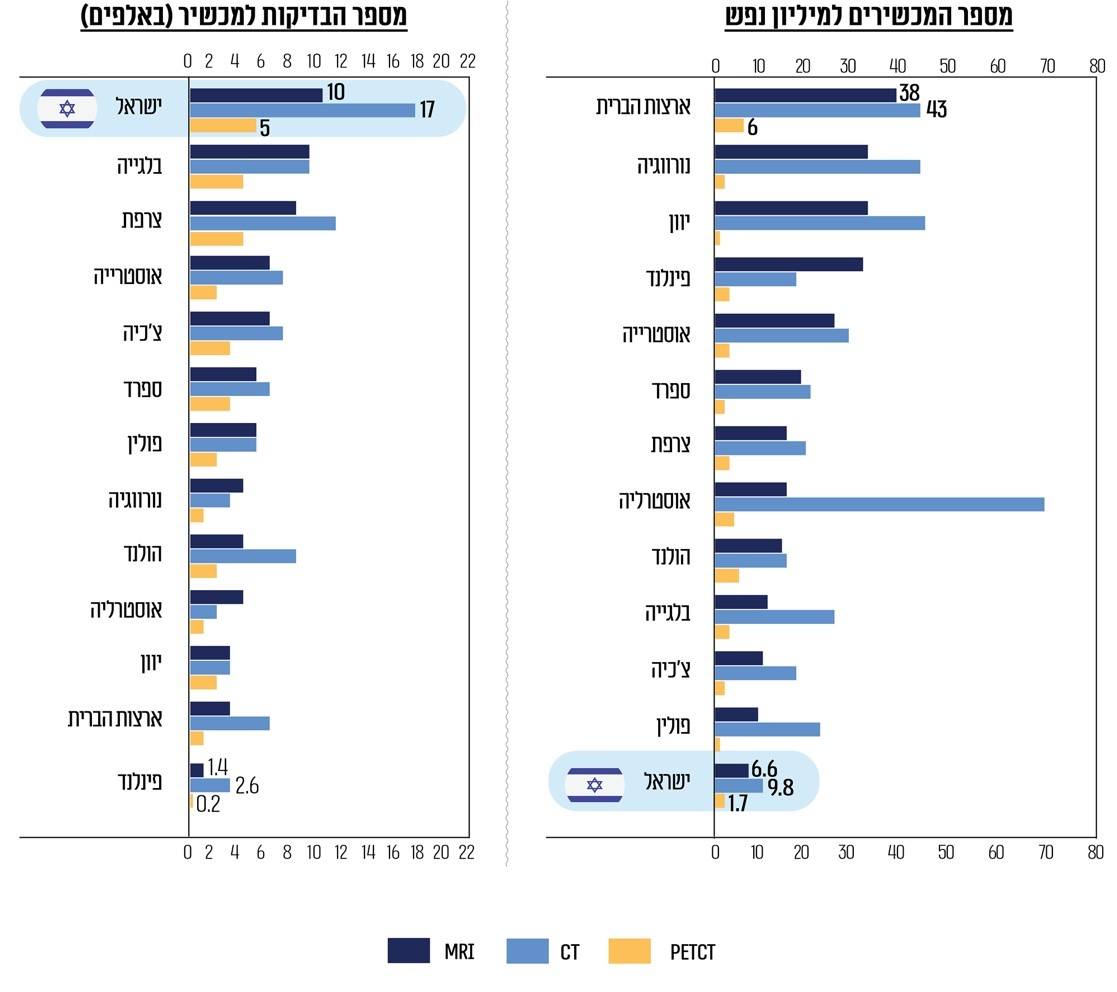 מספר המכשירים למיליון נפש
0 10 20 30 40 50 60 70 80
ארצות הברית
38
43
6
נורווגיה
יוון
פינלנד
אוסטרייה
ספרד
צרפת
אוסטרליה
הולנד
בלגייה
צ'כיה
פולין
ישראל
6.6
9.8
1.7
0 10 20 30 40 50 60 70 80
מספר הבדיקות למכשיר (באלפים)
0 2 4 6 8 10 12 14 16 18 20 22
ישראל
10
17
5
בלגייה
צרפת
אוסטרייה
צ'כיה
ספרד
פולין
נורווגיה
הולנד
אוסטרליה
יוון
ארצות הברית
פינלנד
1.4
2.6
0.2
0 2 4 6 8 10 12 14 16 18 20 22
MRI CT PETCT